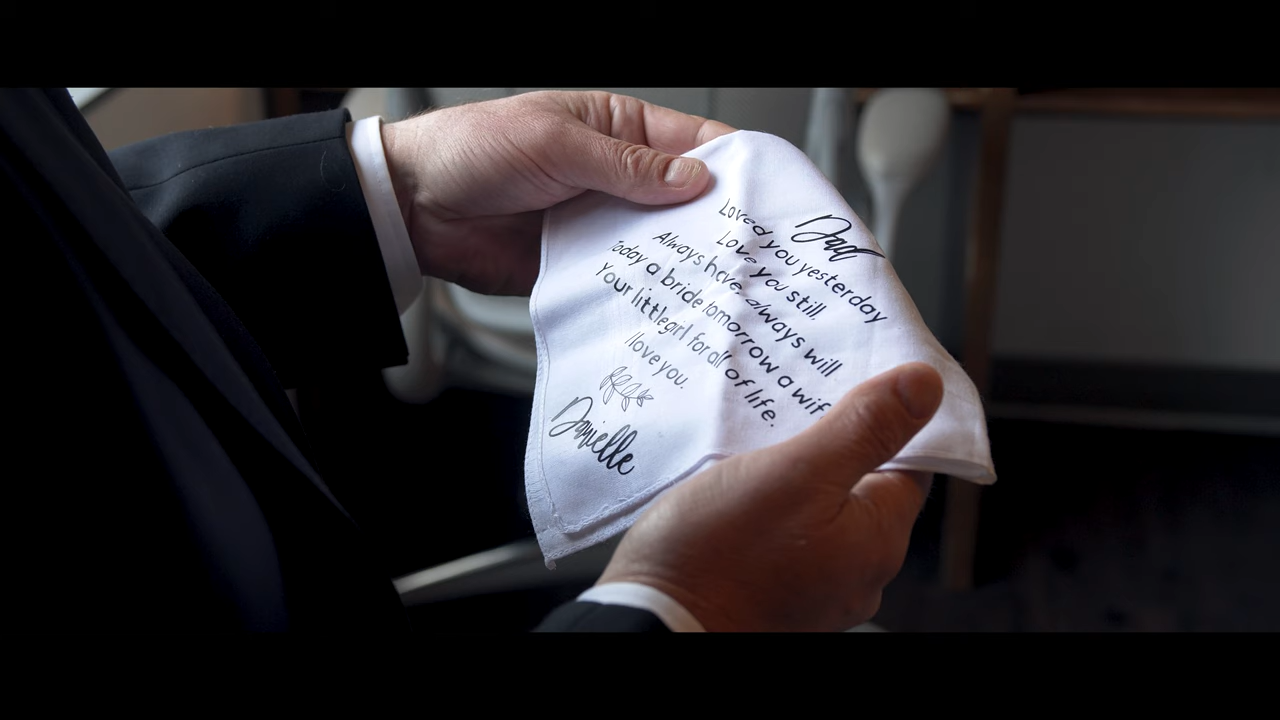 Dad
Loved you yesterday
Love you still,
Always have, always will
Today a bride tomorrow a wife
Your little girl for all of life.
I love you.
Danielle